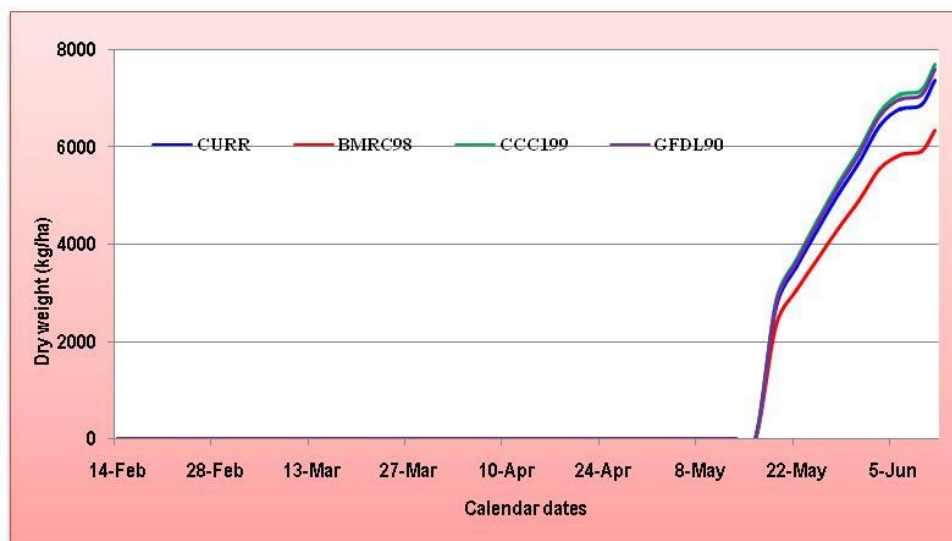 8000
6000
4000
2000
0
Dry weight (kg/ha)
CURR BMRC98 CCC199 GFDL90
14-Feb 28-Feb 13-Mar 27-Mar 10-Apr 24-Apr 8-May 22-May 5-Jun
Calendar dates